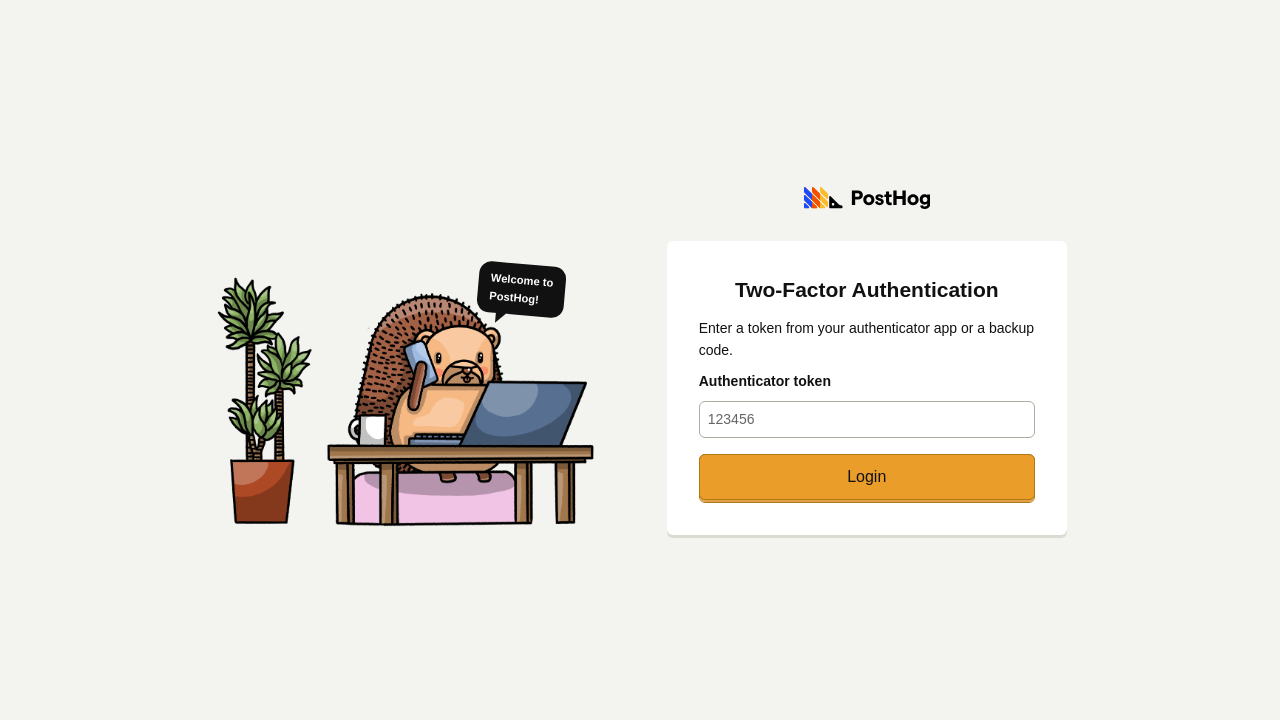 PostHog
Welcome to
PostHog!
Two-Factor Authentication
Enter a token from your authenticator app or a backup
code.
Authenticator token
123456
Login